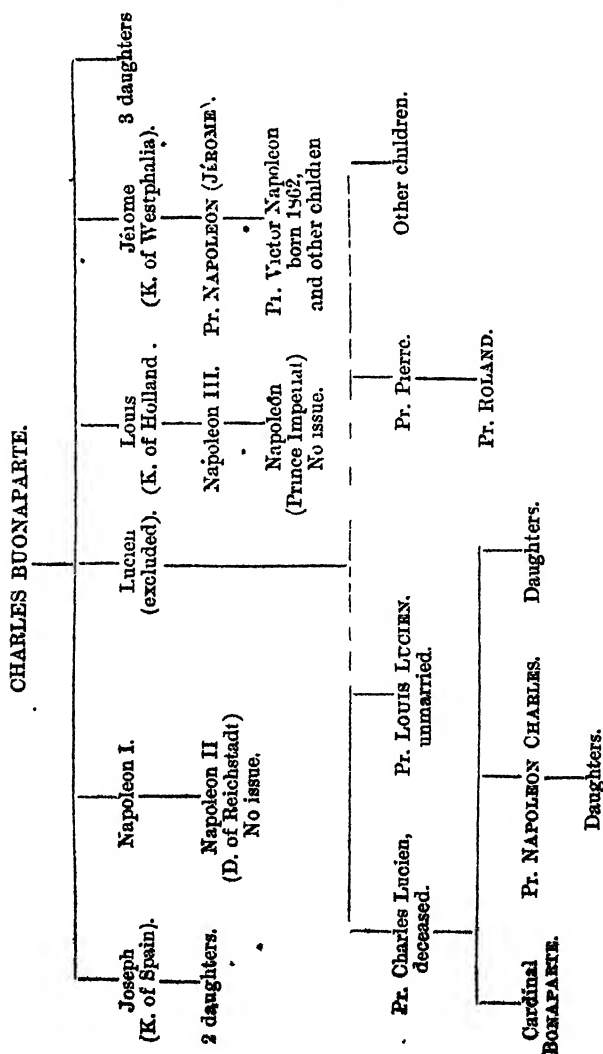 CHARLES BUONAPARTE.
Joseph
(K. of Spain).
2 daughters.
Napoleon I.
Napoleon II
(D. of Reichstadt)
No issue.
Lucien
(excluded).
Louis
(K. of Holland .
Napoleon III.
Napoleón
(Prince Imperial)
No issue.
Jérome
(K. of Westphalia).
Pr. NAPOLEON (JÉROME).
Pr. Victor Napoleon
born 1862,
and other children
3 daughters
Pr. Charles Lucien,
deceased.
Pr. LOUIS LUCIEN.
unmarried.
Pr. Pierre.
Other children.
Cardinal
BONAPARTE.
Pr. NAPOLEON CHARLES.
Daughters.
Daughters.
Pr. ROLAND.